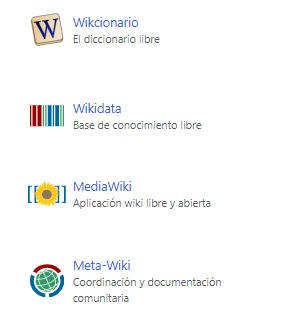 W
Wikcionario
El diccionario libre
Wikidata
Base de conocimiento libre
[[ ]]
MediaWiki
Aplicación wiki libre y abierta
Meta-Wiki
Coordinación y documentación
comunitaria